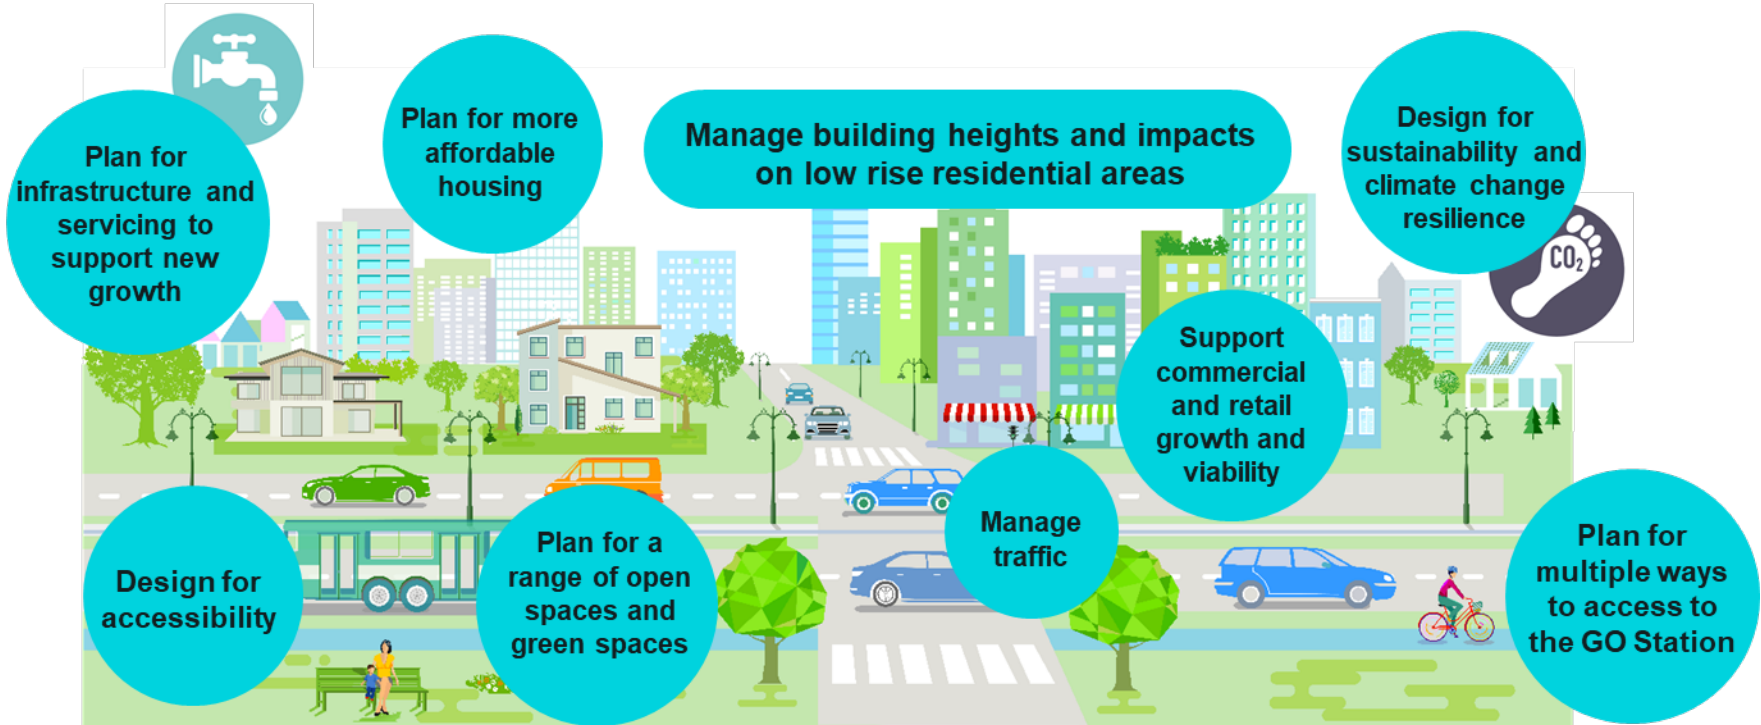 Plan for
infrastructure and
servicing to
support new
growth
Plan for more
affordable
housing
Manage building heights and impacts
on low rise residential areas
Design for
sustainability and
climate change
resilience
CO2
Support
commercial
and retail
growth and
viability
Design for
accessibility
Plan for a
range of open
spaces and
green spaces
Manage
traffic
Plan for
multiple ways
to access to
the GO Station